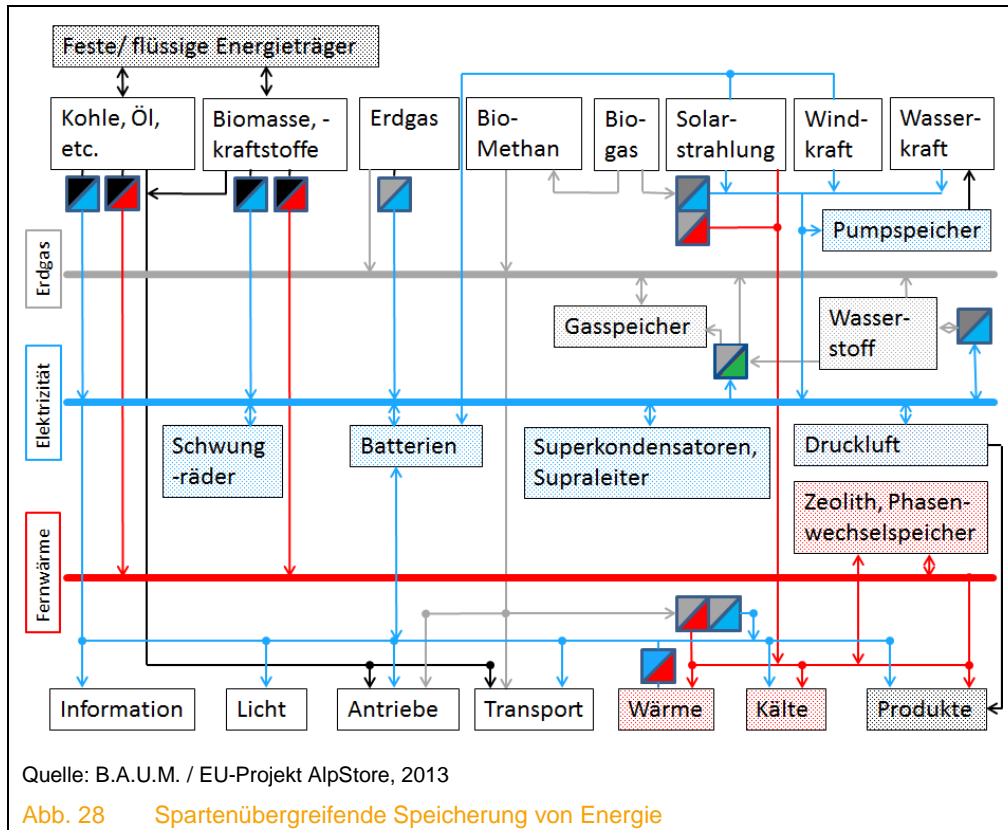 Feste/ flüssige Energieträger
Kohle, Öl,
etc.
Biomasse, -
kraftstoffe
Erdgas
Bio-
Methan
Bio-
gas
Solar-
strahlung
Wind-
kraft
Wasser-
kraft
Pumpspeicher
Erdgas
Gasspeicher
Wasser-
stoff
Elektrizität
Schwung
-räder
Batterien
Superkondensatoren,
Supraleiter
Druckluft
Zeolith, Phasen-
wechselspeicher
Fernwärme
Information
Licht
Antriebe
Transport
Wärme
Kälte
Produkte
Quelle: B.A.U.M. / EU-Projekt AlpStore, 2013
Abb. 28 Spartenübergreifende Speicherung von Energie